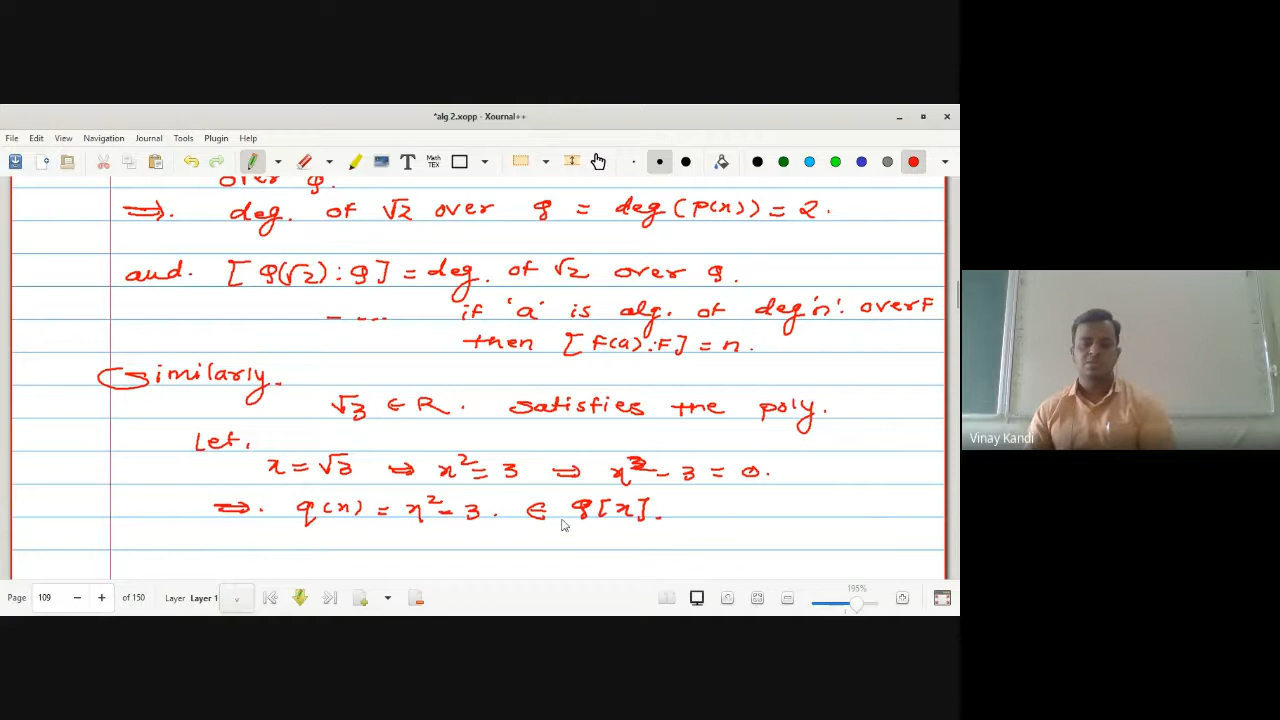 *alg 2.xopp - Xournal++
File Edit View Navigation Journal Tools Plugin Help
over Q.
⇒. deg. of √2 over Q = deg(p(x)) = 2.
and. [Q(√2):Q] = deg. of √2 over Q.
- ... if 'a' is alg. of deg 'n'. over F
then [F(a):F] = n.
Similarly.
√3 ∈ R. satisfies the poly.
Let,
x = √3 ⇒ x² = 3 ⇒ x² - 3 = 0.
⇒. q(x) = x² - 3. ∈ Q[x].
Vinay Kandi
Page 109 of 150 Layer Layer 1 195%